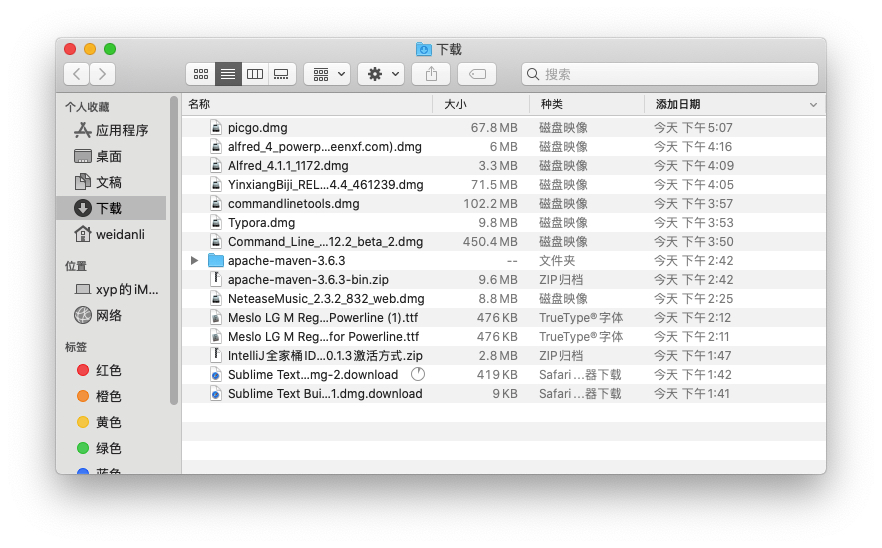 下载
搜索
个人收藏
应用程序
桌面
文稿
下载
weidanli
位置
xyp的iM...
网络
标签
红色
橙色
黄色
绿色
蓝色
名称 大小 种类 添加日期
picgo.dmg 67.8 MB 磁盘映像 今天 下午5:07
alfred_4_powerp...eenxf.com).dmg 6 MB 磁盘映像 今天 下午4:16
Alfred_4.1.1_1172.dmg 3.3 MB 磁盘映像 今天 下午4:09
YinxiangBiji_REL...4.4_461239.dmg 71.5 MB 磁盘映像 今天 下午4:05
commandlinetools.dmg 102.2 MB 磁盘映像 今天 下午3:57
Typora.dmg 9.8 MB 磁盘映像 今天 下午3:53
Command_Line_...12.2_beta_2.dmg 450.4 MB 磁盘映像 今天 下午3:50
apache-maven-3.6.3 -- 文件夹 今天 下午2:42
apache-maven-3.6.3-bin.zip 9.6 MB ZIP归档 今天 下午2:42
NeteaseMusic_2.3.2_832_web.dmg 8.8 MB 磁盘映像 今天 下午2:25
Meslo LG M Reg...Powerline (1).ttf 476 KB TrueType®字体 今天 下午2:12
Meslo LG M Reg...for Powerline.ttf 476 KB TrueType®字体 今天 下午2:11
IntelliJ全家桶ID...0.1.3激活方式.zip 2.8 MB ZIP归档 今天 下午1:47
Sublime Text...mg-2.download 419 KB Safari ...器下载 今天 下午1:42
Sublime Text Bui...1.dmg.download 9 KB Safari ...器下载 今天 下午1:41